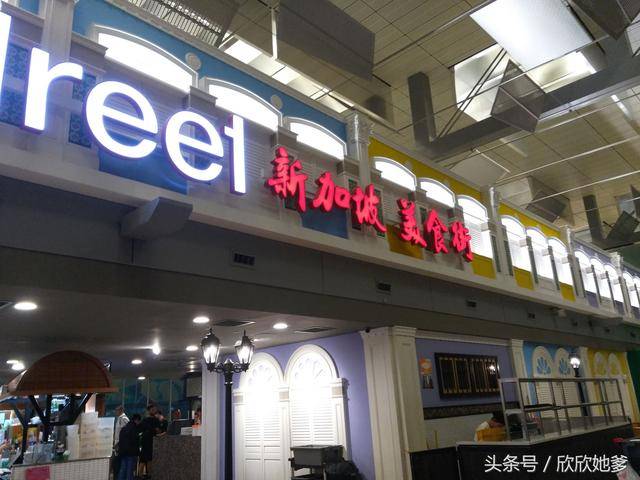 reet 新加坡 美食街
头条号 / 欣欣她爹